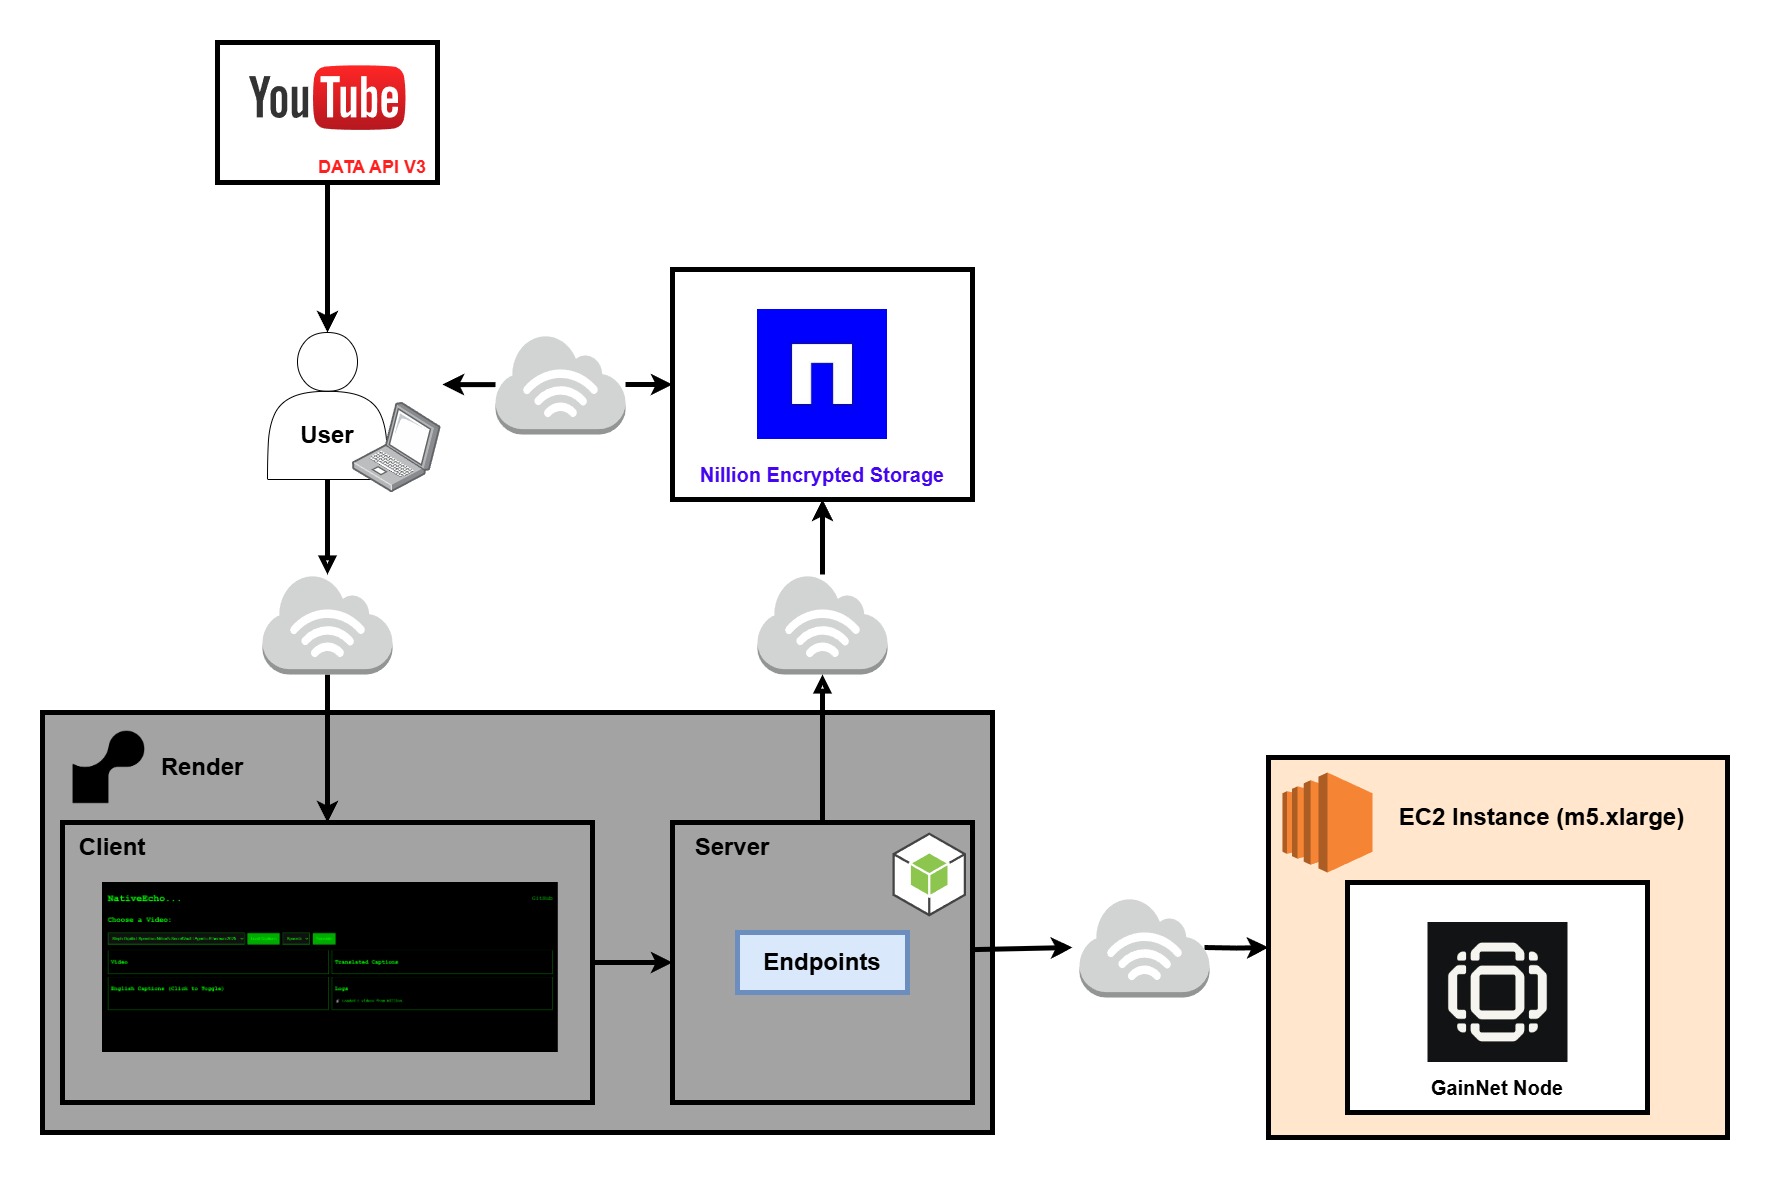 YouTube
DATA API V3
User
Nillion Encrypted Storage
Render
Client
NativeEcho...
GitHub
Choose a Video:
Video
Translated Captions
English Captions (Click to Toggle)
Logs
Server
Endpoints
EC2 Instance (m5.xlarge)
GainNet Node